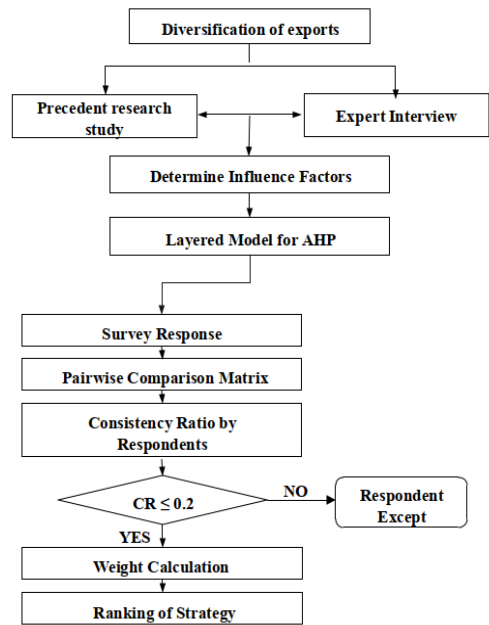 Diversification of exports
Precedent research
study
Expert Interview
Determine Influence Factors
Layered Model for AHP
Survey Response
Pairwise Comparison Matrix
Consistency Ratio by
Respondents
CR ≤ 0.2
NO
Respondent
Except
YES
Weight Calculation
Ranking of Strategy